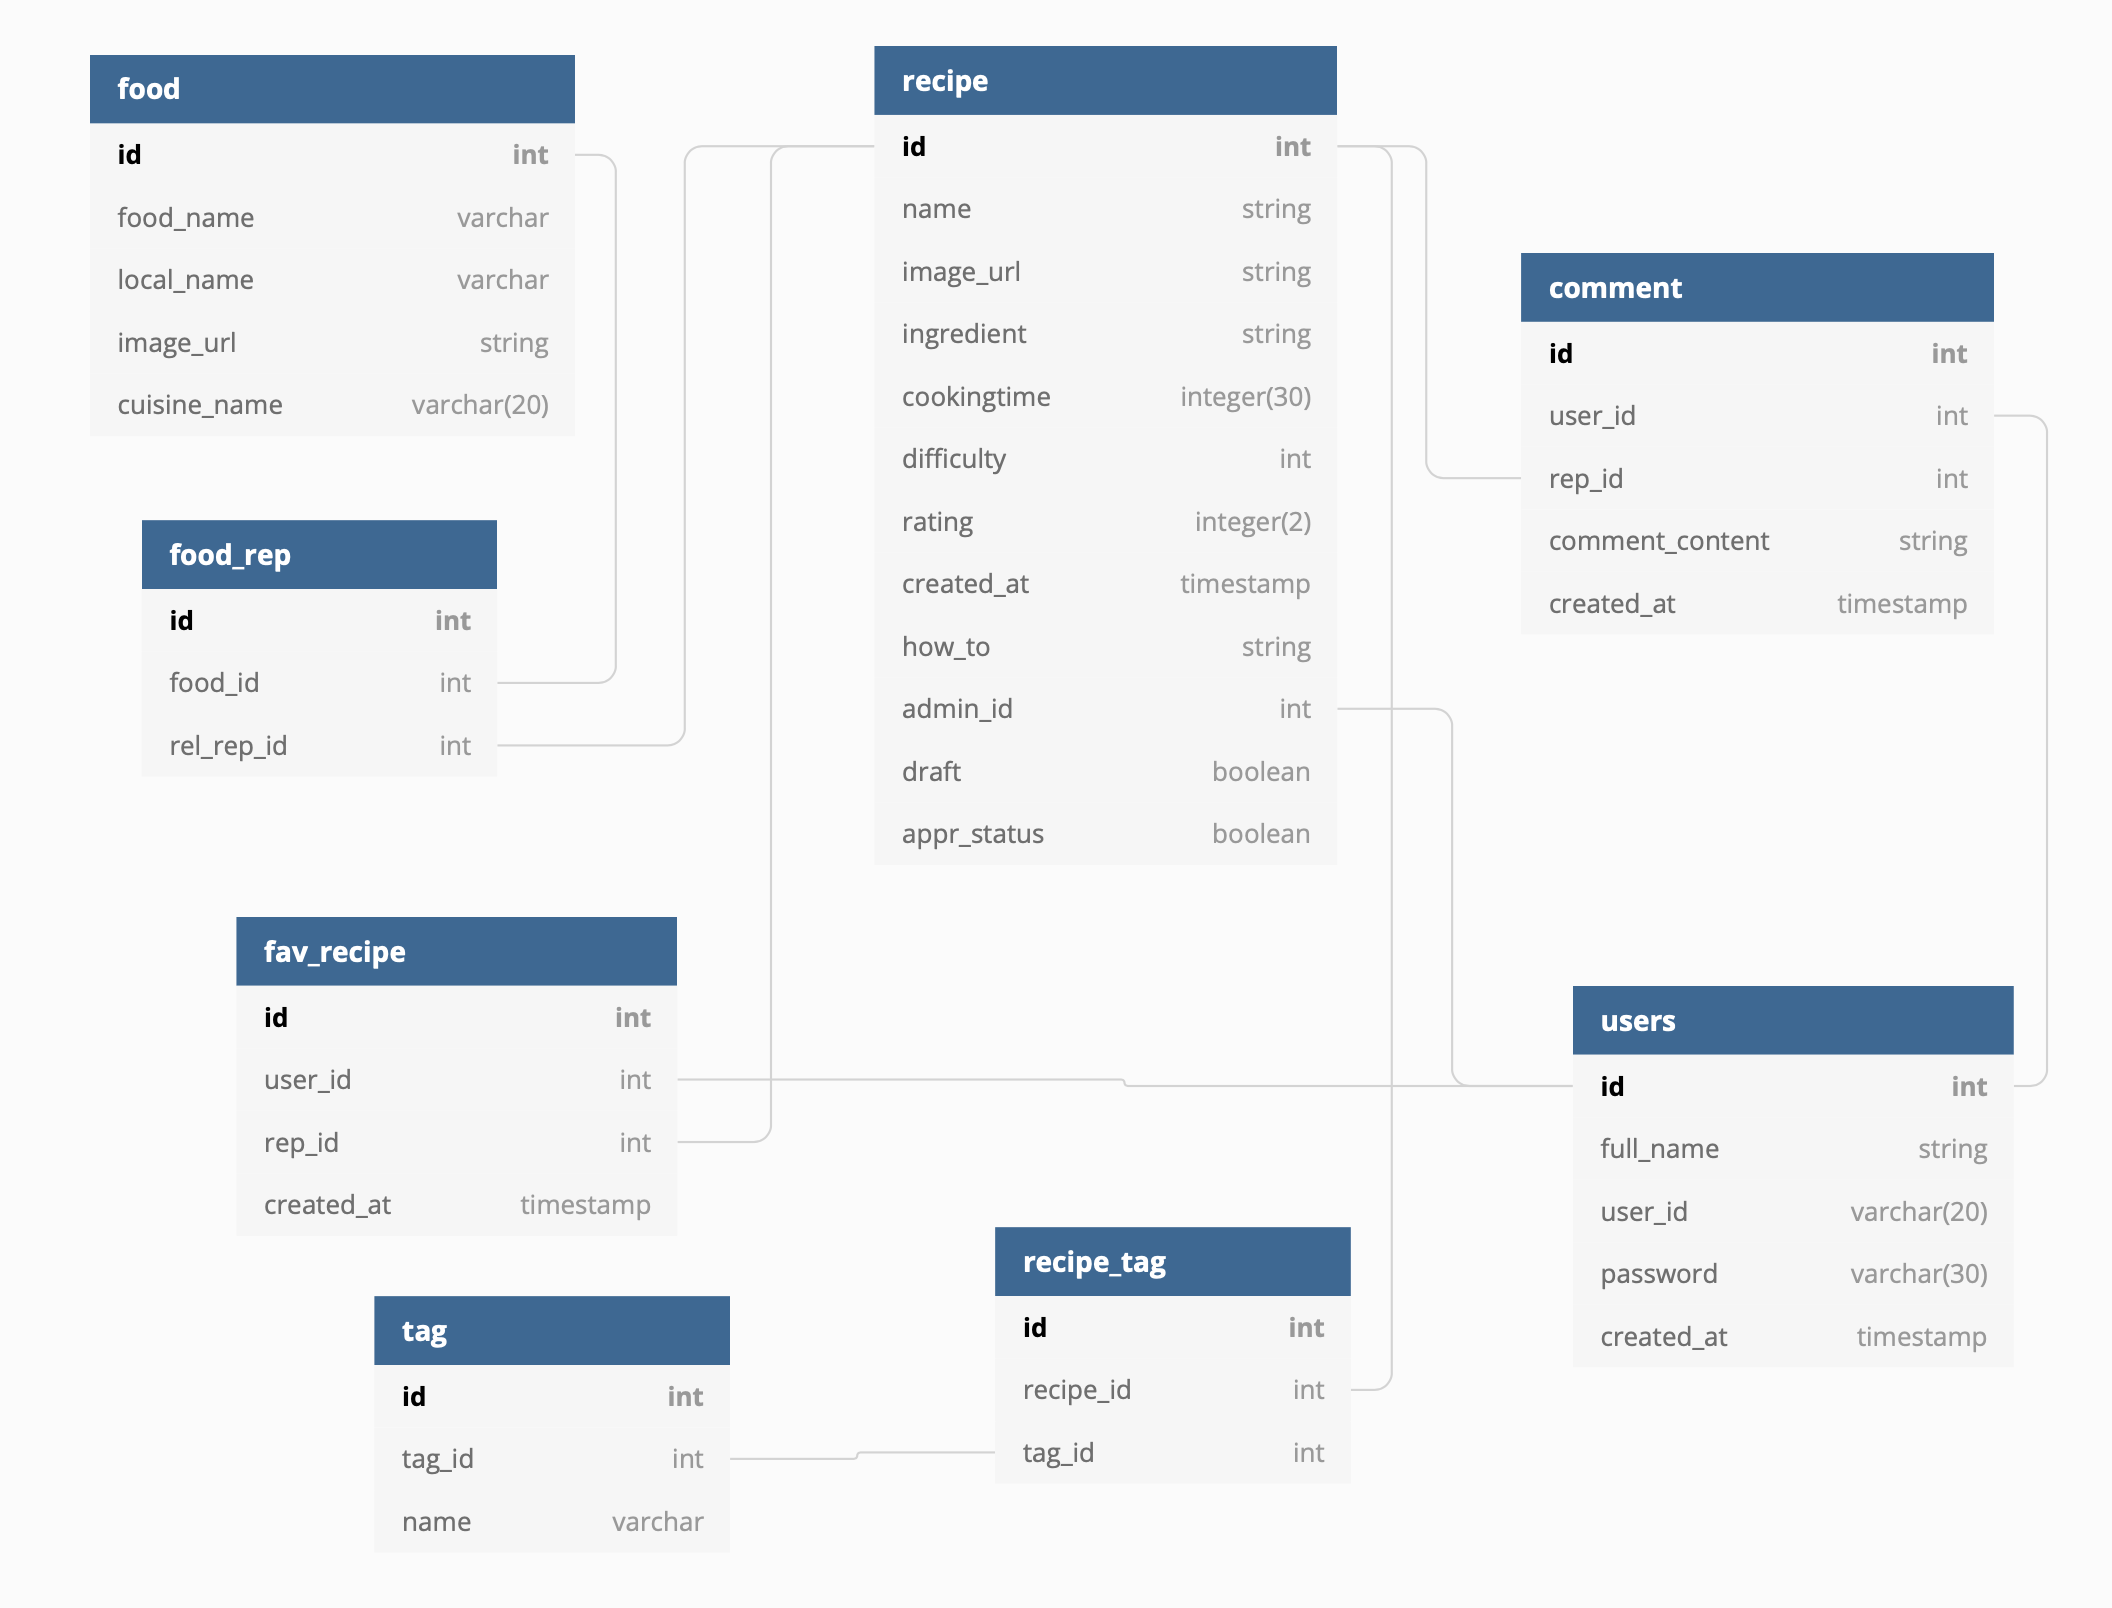 food
id int
food_name varchar
local_name varchar
image_url string
cuisine_name varchar(20)
food_rep
id int
food_id int
rel_rep_id int
recipe
id int
name string
image_url string
ingredient string
cookingtime integer(30)
difficulty int
rating integer(2)
created_at timestamp
how_to string
admin_id int
draft boolean
appr_status boolean
comment
id int
user_id int
rep_id int
comment_content string
created_at timestamp
fav_recipe
id int
user_id int
rep_id int
created_at timestamp
users
id int
full_name string
user_id varchar(20)
password varchar(30)
created_at timestamp
tag
id int
tag_id int
name varchar
recipe_tag
id int
recipe_id int
tag_id int